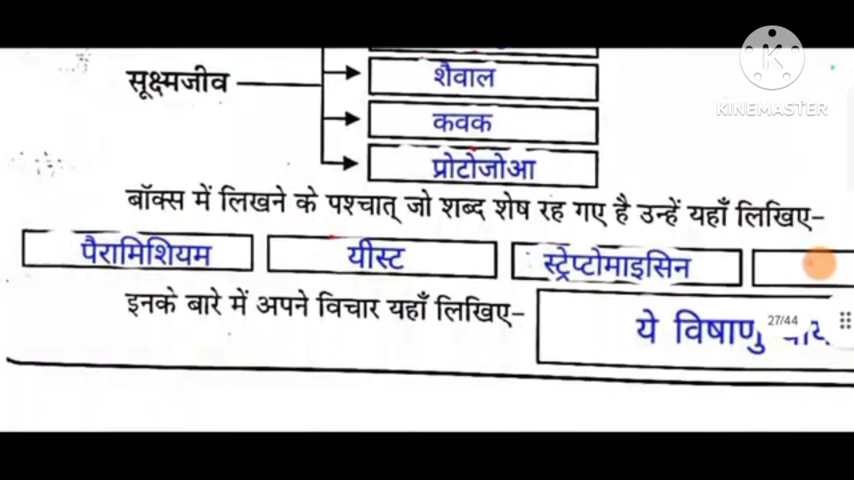 KINEMASTER
शैवाल
सूक्ष्मजीव
कवक
प्रोटोजोआ
बॉक्स में लिखने के पश्चात् जो शब्द शेष रह गए है उन्हें यहाँ लिखिए–
पैरामिशियम यीस्ट स्ट्रेप्टोमाइसिन
इनके बारे में अपने विचार यहाँ लिखिए–
ये विषाणु
27/44